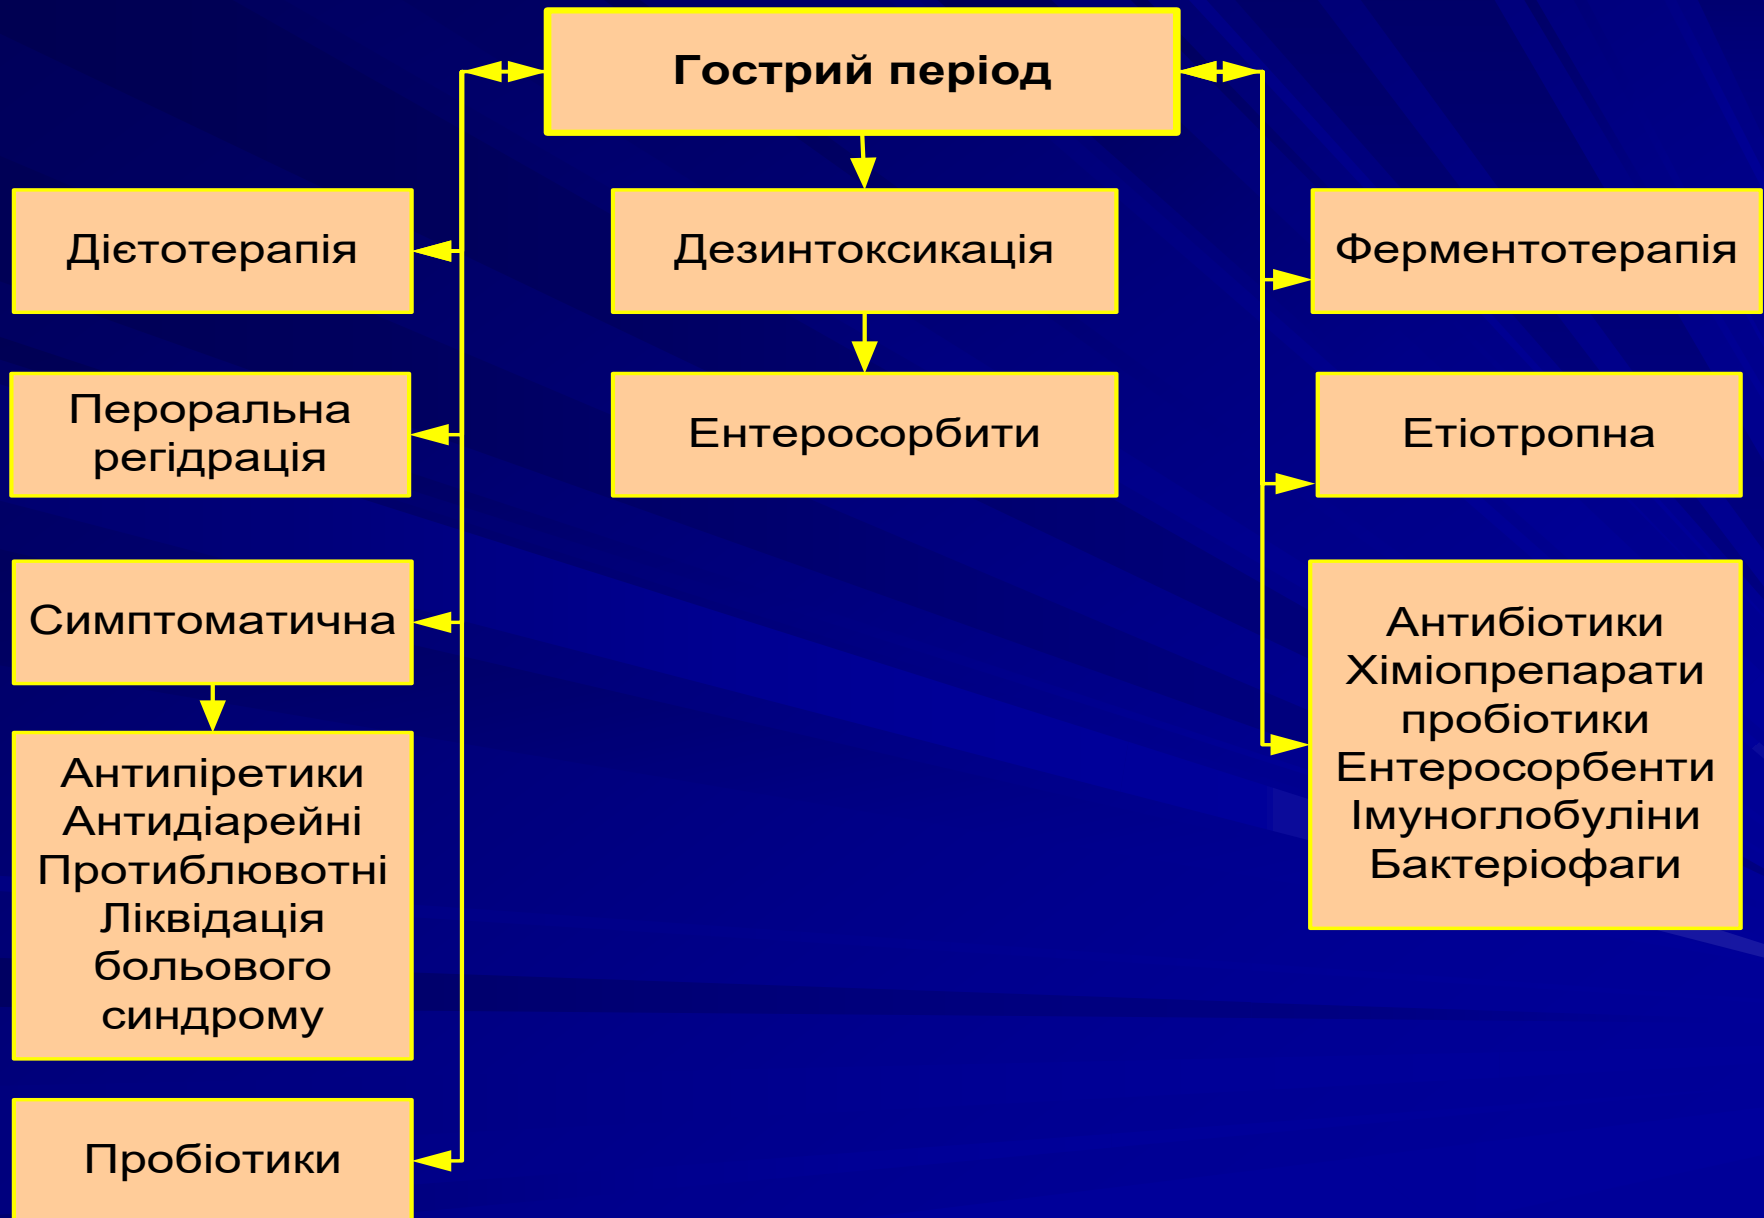 Гострий період
Дієтотерапія
Дезинтоксикація
Ферментотерапія
Пероральна
регідрація
Ентеросорбити
Етіотропна
Симптоматична
Антибіотики
Хіміопрепарати
пробіотики
Ентеросорбенти
Імуноглобуліни
Бактеріофаги
Антипіретики
Антидіарейні
Протиблювотні
Ліквідація
больового
синдрому
Пробіотики